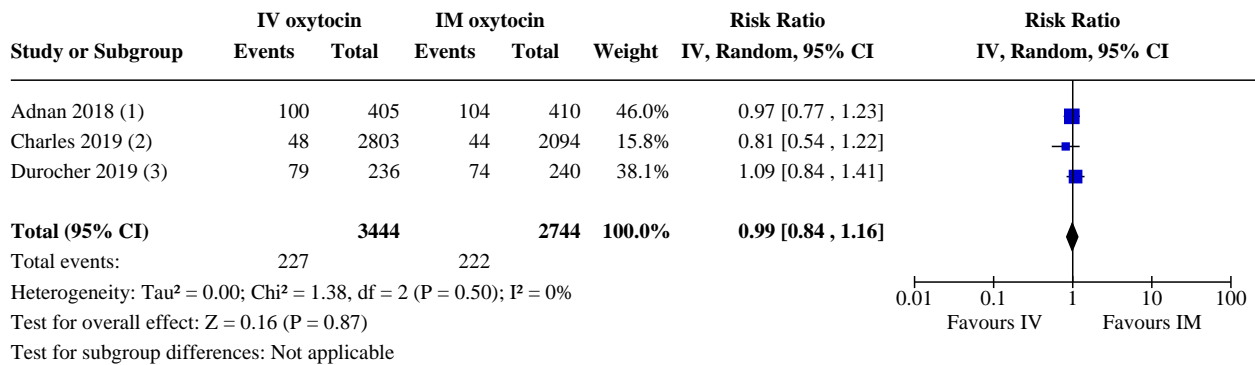 IV oxytocin IM oxytocin Risk Ratio Risk Ratio
Study or Subgroup Events Total Events Total Weight IV, Random, 95% CI IV, Random, 95% CI
Adnan 2018 (1) 100 405 104 410 46.0% 0.97 [0.77 , 1.23]
Charles 2019 (2) 48 2803 44 2094 15.8% 0.81 [0.54 , 1.22]
Durocher 2019 (3) 79 236 74 240 38.1% 1.09 [0.84 , 1.41]
Total (95% CI) 3444 2744 100.0% 0.99 [0.84 , 1.16]
Total events: 227 222
Heterogeneity: Tau² = 0.00; Chi² = 1.38, df = 2 (P = 0.50); I² = 0%
0.01 0.1 1 10 100
Test for overall effect: Z = 0.16 (P = 0.87)
Favours IV Favours IM
Test for subgroup differences: Not applicable